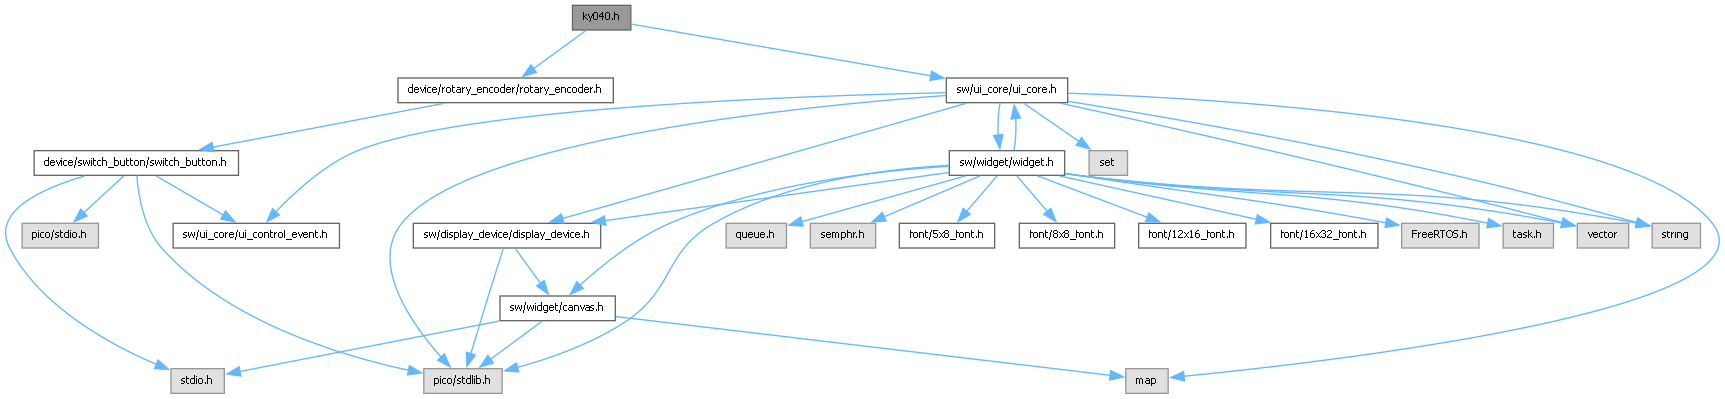 ky040.h
device/rotary_encoder/rotary_encoder.h
sw/ui_core/ui_core.h
device/switch_button/switch_button.h
sw/widget/widget.h
set
pico/stdio.h
sw/ui_core/ui_control_event.h
sw/display_device/display_device.h
queue.h
semphr.h
font/5x8_font.h
font/8x8_font.h
font/12x16_font.h
font/16x32_font.h
FreeRTOS.h
task.h
vector
string
sw/widget/canvas.h
stdio.h
pico/stdlib.h
map